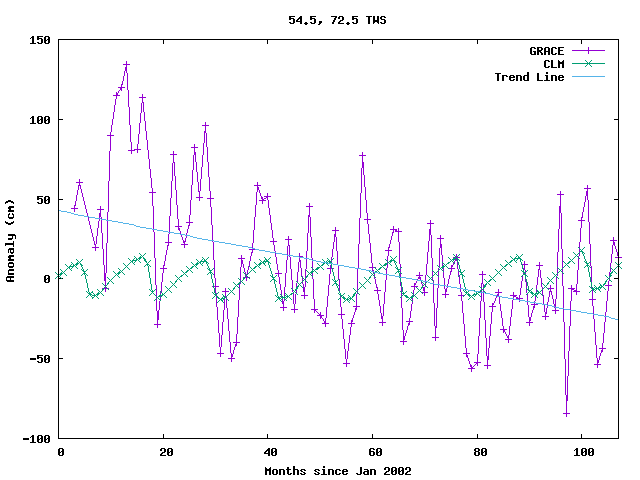 54.5, 72.5 TWS
GRACE
CLM
Trend Line
Anomaly (cm)
150
100
50
0
-50
-100
0 20 40 60 80 100
Months since Jan 2002